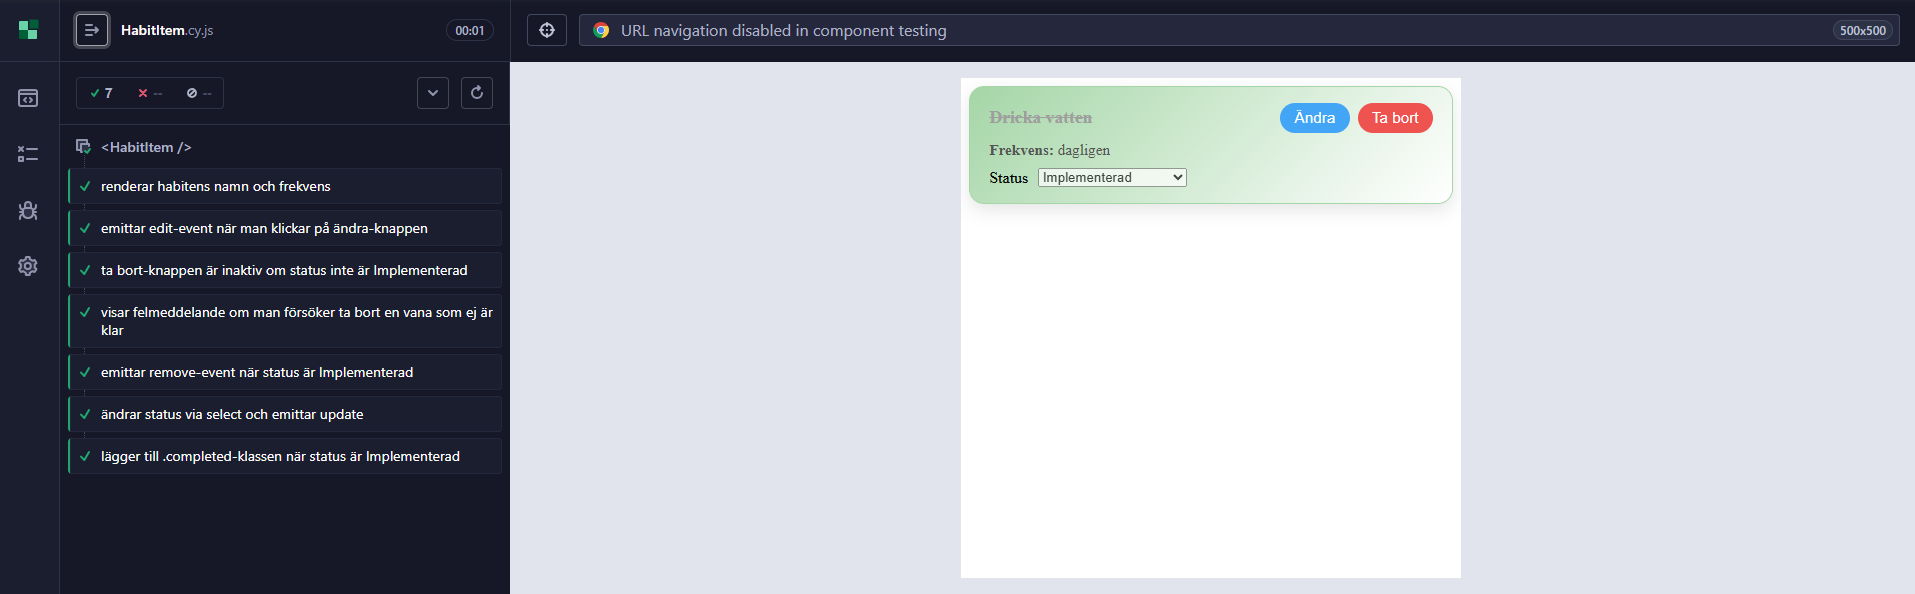 HabitItem.cy.js
00:01
URL navigation disabled in component testing
500x500
7 -- --
<HabitItem />
renderar habitens namn och frekvens
emittar edit-event när man klickar på ändra-knappen
ta bort-knappen är inaktiv om status inte är Implementerad
visar felmeddelande om man försöker ta bort en vana som ej är
klar
emittar remove-event när status är Implementerad
ändrar status via select och emittar update
lägger till .completed-klassen när status är Implementerad
Dricka vatten
Ändra
Ta bort
Frekvens: dagligen
Status Implementerad